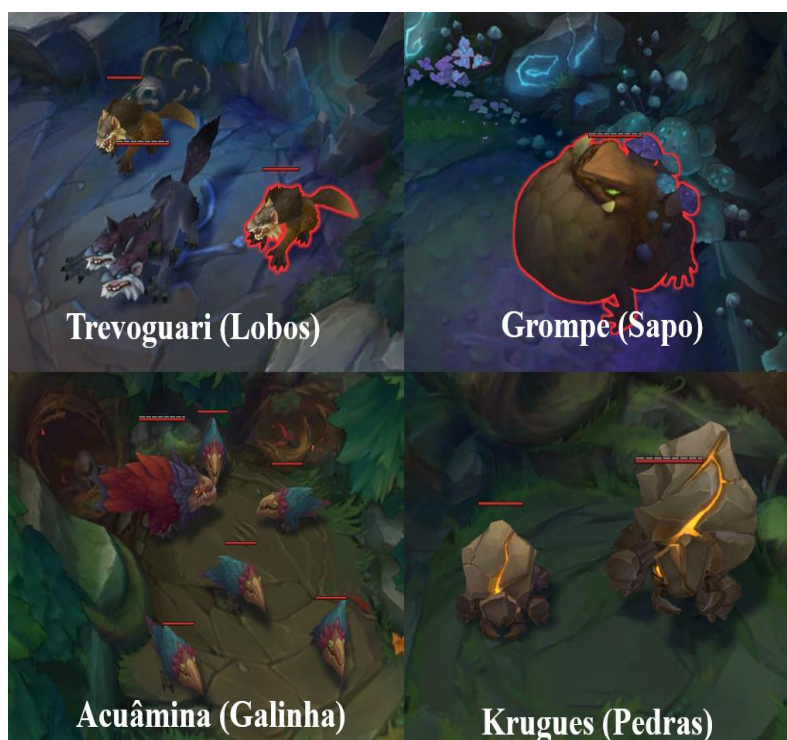 Trevoguari (Lobos)
Grompe (Sapo)
Acuâmina (Galinha)
Krugues (Pedras)